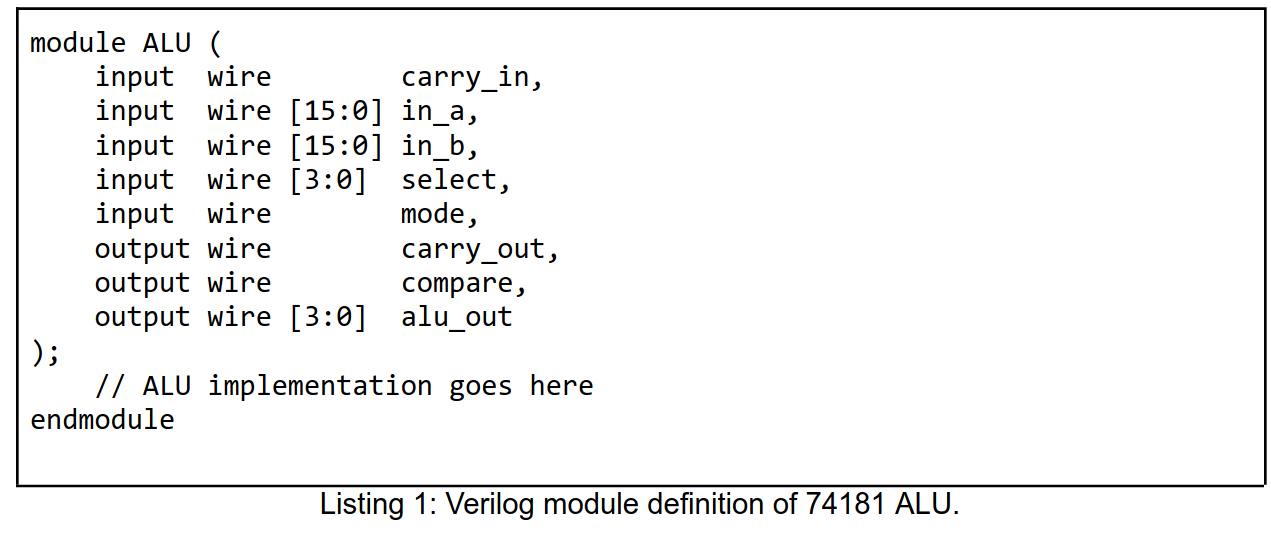 module ALU (
    input  wire        carry_in,
    input  wire [15:0] in_a,
    input  wire [15:0] in_b,
    input  wire [3:0]  select,
    input  wire        mode,
    output wire        carry_out,
    output wire        compare,
    output wire [3:0]  alu_out
);
    // ALU implementation goes here
endmodule
Listing 1: Verilog module definition of 74181 ALU.